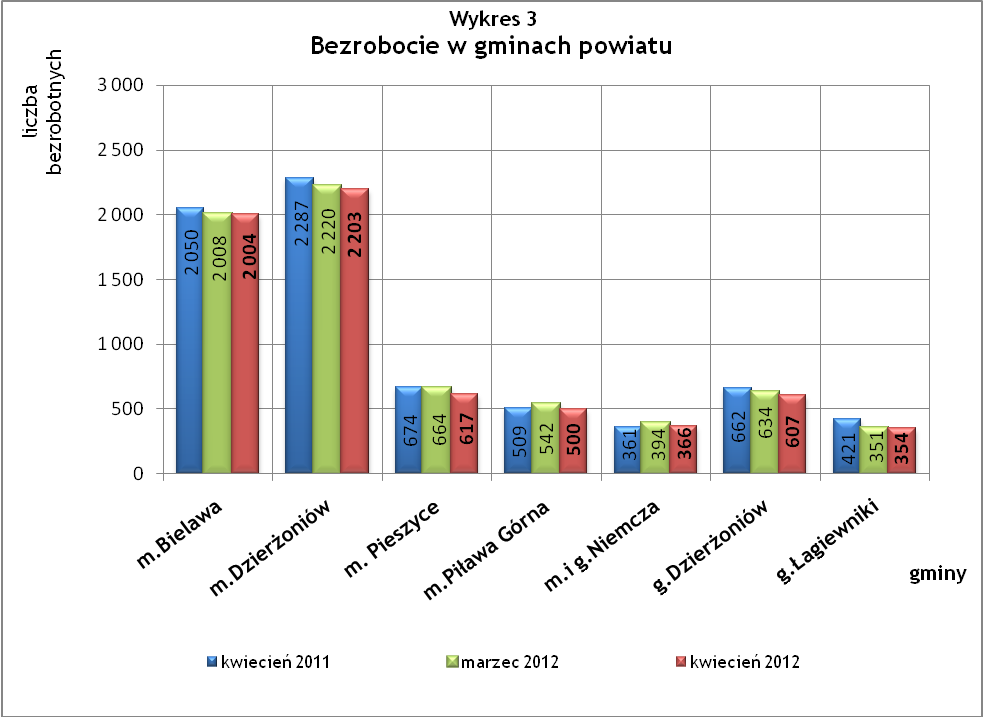 Wykres 3
Bezrobocie w gminach powiatu
liczba
bezrobotnych
3 000
2 500
2 000
1 500
1 000
500
0
2 050
2 008
2 004
2 287
2 220
2 203
674
664
617
509
542
500
361
394
366
662
634
607
421
351
354
m.Bielawa
m.Dzierżoniów
m. Pieszyce
m.Piława Górna
m.i g.Niemcza
g.Dzierżoniów
g.Łagiewniki
gminy
kwiecień 2011
marzec 2012
kwiecień 2012